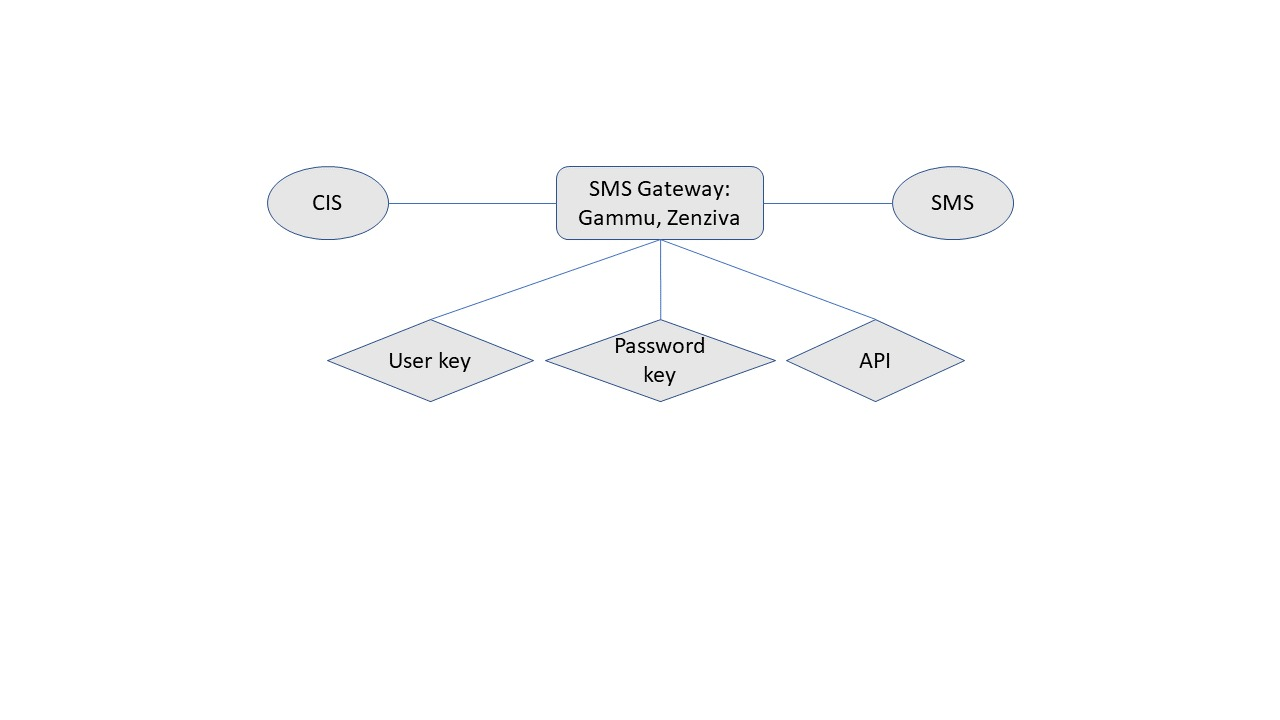 CIS
SMS Gateway:
Gammu, Zenziva
SMS
User key
Password
key
API